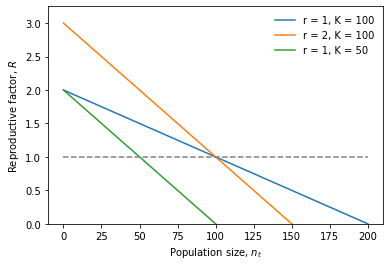 r = 1, K = 100
r = 2, K = 100
r = 1, K = 50
3.0
2.5
2.0
1.5
1.0
0.5
0.0
Reproductive factor, R
0 25 50 75 100 125 150 175 200
Population size, n_t